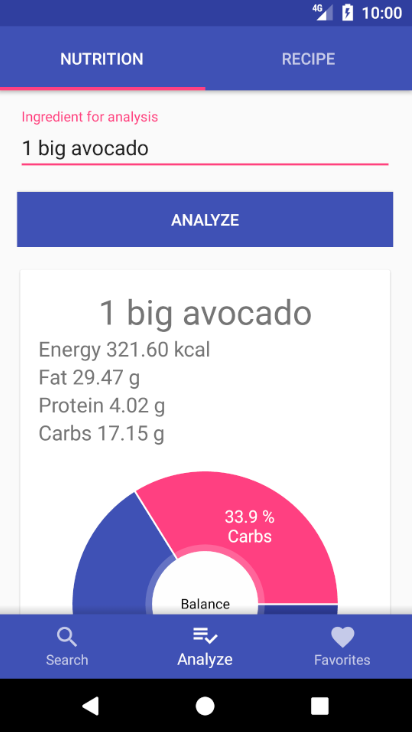 4G 10:00
NUTRITION RECIPE
Ingredient for analysis
1 big avocado
ANALYZE
1 big avocado
Energy 321.60 kcal
Fat 29.47 g
Protein 4.02 g
Carbs 17.15 g
33.9 %
Carbs
Balance
Search Analyze Favorites